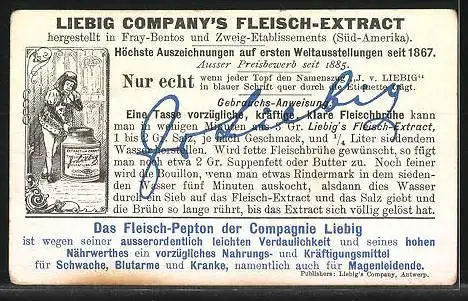 LIEBIG COMPANY'S FLEISCH-EXTRACT
hergestellt in Fray-Bentos und Zweig-Etablissements (Süd-Amerika).
Höchste Auszeichnungen auf ersten Weltausstellungen seit 1867.
Ausser Preisbewerb seit 1885.
Nur echt wenn jeder Topf den Namenszug „J. v. LIEBIG“
in blauer Schrift quer durch die Etiquette trägt.
Gebrauchs-Anweisung
Eine Tasse vorzügliche, kräftige, klare Fleischbrühe kann
man in wenigen Minuten aus 5 Gr. Liebig's Fleisch-Extract,
1 bis 2 Gr. Salz, je nach Geschmack, und 1/4 Liter siedendem
Wasser herstellen. Wird fette Fleischbrühe gewünscht, so fügt
man noch etwa 2 Gr. Suppenfett oder Butter zu. Noch feiner
wird die Bouillon, wenn man etwas Rindermark in dem sieden-
den Wasser fünf Minuten auskocht, alsdann dies Wasser
durch ein Sieb auf das Fleisch-Extract und das Salz giebt und
die Brühe so lange rührt, bis das Extract sich völlig gelöst hat.
J v Liebig
Das Fleisch-Pepton der Compagnie Liebig
ist wegen seiner ausserordentlich leichten Verdaulichkeit und seines hohen
Nährwerthes ein vorzügliches Nahrungs- und Kräftigungsmittel
für Schwache, Blutarme und Kranke, namentlich auch für Magenleidende.
Publishers: Liebig's Company, Antwerp.